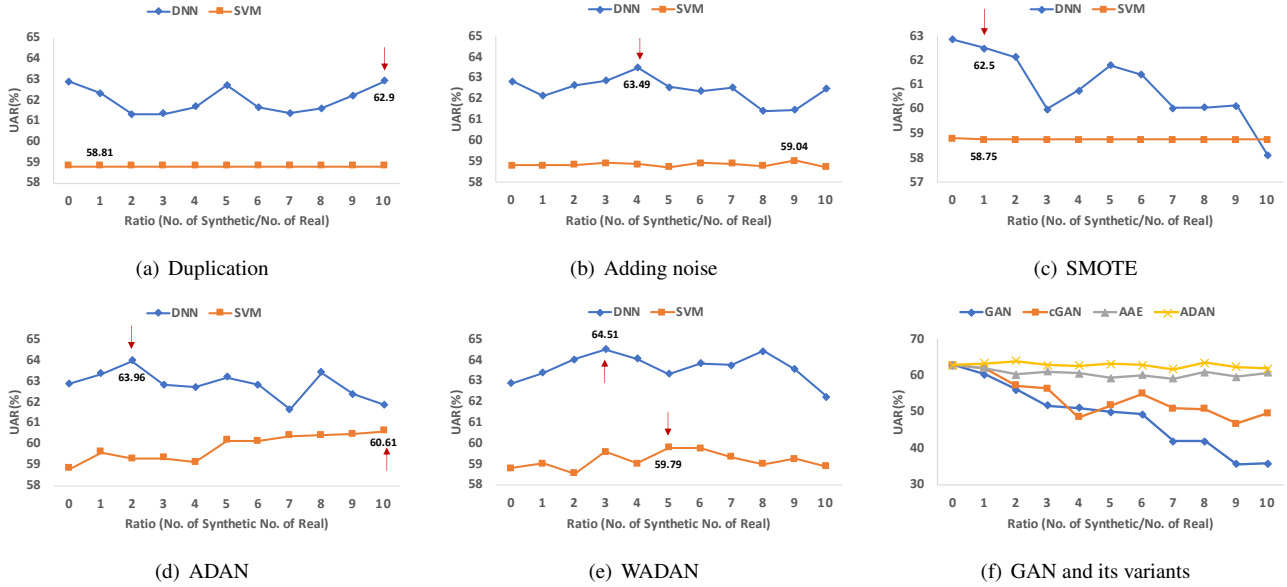 DNN SVM
65
64
63
62
61
60
59
58
UAR(%)
62.9
58.81
0 1 2 3 4 5 6 7 8 9 10
Ratio (No. of Synthetic/No. of Real)
(a) Duplication
DNN SVM
65
64
63
62
61
60
59
58
UAR(%)
63.49
59.04
0 1 2 3 4 5 6 7 8 9 10
Ratio (No. of Synthetic/No. of Real)
(b) Adding noise
DNN SVM
63
62
61
60
59
58
57
UAR(%)
62.5
58.75
0 1 2 3 4 5 6 7 8 9 10
Ratio (No. of Synthetic/No. of Real)
(c) SMOTE
DNN SVM
65
64
63
62
61
60
59
58
UAR(%)
63.96
60.61
0 1 2 3 4 5 6 7 8 9 10
Ratio (No. of Synthetic No. of Real)
(d) ADAN
DNN SVM
65
64
63
62
61
60
59
58
UAR(%)
64.51
59.79
0 1 2 3 4 5 6 7 8 9 10
Ratio (No. of Synthetic No. of Real)
(e) WADAN
GAN cGAN AAE ADAN
70
60
50
40
30
UAR(%)
0 1 2 3 4 5 6 7 8 9 10
Ratio (No. of Synthetic/No. of Real)
(f) GAN and its variants